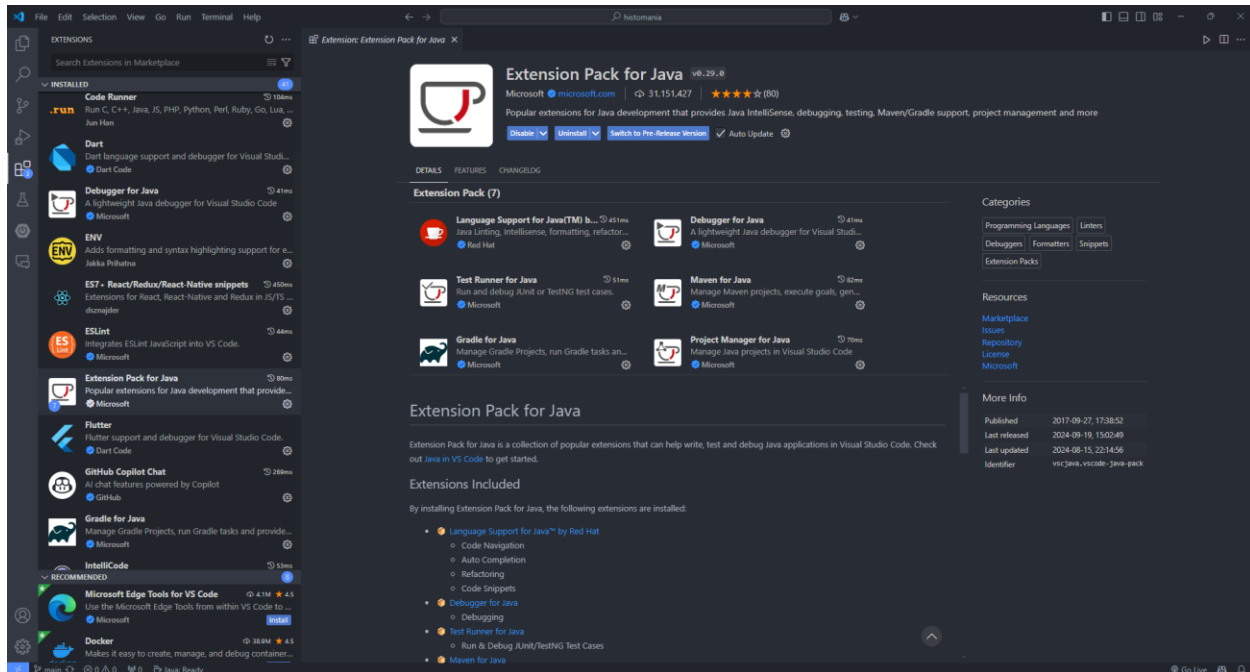 File Edit Selection View Go Run Terminal Help
histomania
EXTENSIONS
Search Extensions in Marketplace
INSTALLED 41
Code Runner 104ms
.run
Run C, C++, Java, JS, PHP, Python, Perl, Ruby, Go, Lua, ...
Jun Han
Dart
Dart language support and debugger for Visual Studi...
Dart Code
Debugger for Java 41ms
A lightweight Java debugger for Visual Studio Code
Microsoft
ENV
ENV
Adds formatting and syntax highlighting support for e...
Jakka Prihatna
ES7+ React/Redux/React-Native snippets 450ms
Extensions for React, React-Native and Redux in JS/TS ...
dsznajder
ESLint 44ms
ES
Lint
Integrates ESLint JavaScript into VS Code.
Microsoft
Extension Pack for Java 80ms
Popular extensions for Java development that provide...
7
Microsoft
Flutter
Flutter support and debugger for Visual Studio Code.
Dart Code
GitHub Copilot Chat 269ms
AI chat features powered by Copilot
GitHub
Gradle for Java
Manage Gradle Projects, run Gradle tasks and provide...
Microsoft
IntelliCode 53ms
RECOMMENDED 8
Microsoft Edge Tools for VS Code 4.1M 4.5
Use the Microsoft Edge Tools from within VS Code to ...
Microsoft Install
Docker 38.9M 4.5
Makes it easy to create, manage, and debug container...
Extension: Extension Pack for Java
Extension Pack for Java v0.29.0
Microsoft microsoft.com 31,151,427 (80)
Popular extensions for Java development that provides Java IntelliSense, debugging, testing, Maven/Gradle support, project management and more
Disable Uninstall Switch to Pre-Release Version Auto Update
DETAILS FEATURES CHANGELOG
Extension Pack (7)
Language Support for Java(TM) b... 451ms
Java Linting, Intellisense, formatting, refactor...
Red Hat
Debugger for Java 41ms
A lightweight Java debugger for Visual Studi...
Microsoft
Test Runner for Java 51ms
Run and debug JUnit or TestNG test cases.
Microsoft
Maven for Java 82ms
Manage Maven projects, execute goals, gen...
Microsoft
Gradle for Java
Manage Gradle Projects, run Gradle tasks an...
Microsoft
Project Manager for Java 70ms
Manage Java projects in Visual Studio Code
Microsoft
Extension Pack for Java
Extension Pack for Java is a collection of popular extensions that can help write, test and debug Java applications in Visual Studio Code. Check
out Java in VS Code to get started.
Extensions Included
By installing Extension Pack for Java, the following extensions are installed:
Language Support for Java™ by Red Hat
Code Navigation
Auto Completion
Refactoring
Code Snippets
Debugger for Java
Debugging
Test Runner for Java
Run & Debug JUnit/TestNG Test Cases
Maven for Java
Categories
Programming Languages Linters
Debuggers Formatters Snippets
Extension Packs
Resources
Marketplace
Issues
Repository
License
Microsoft
More Info
Published 2017-09-27, 17:38:52
Last released 2024-09-19, 15:02:49
Last updated 2024-08-15, 22:14:56
Identifier vscjava.vscode-java-pack
main 0 0 0 Java: Ready
Go Live